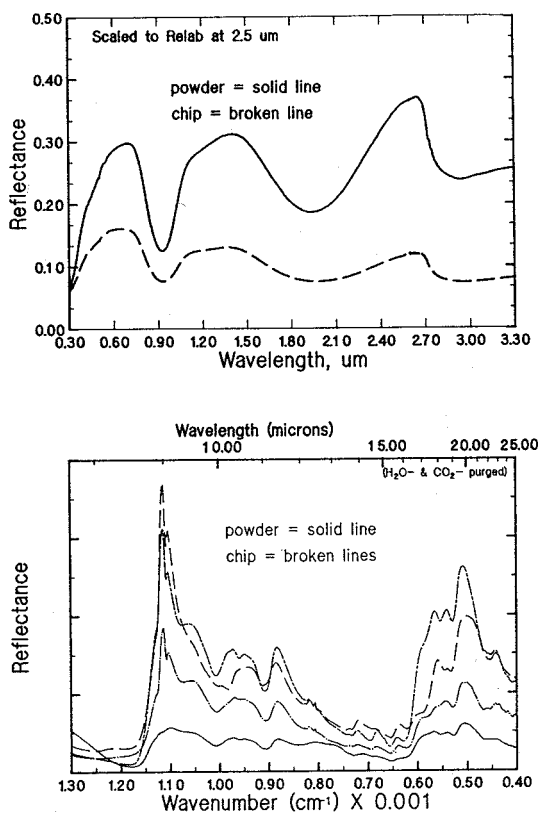 0.50
Scaled to Relab at 2.5 um
0.40
powder = solid line
chip = broken line
0.30
0.20
0.10
0.00
Reflectance
0.30 0.60 0.90 1.20 1.50 1.80 2.10 2.40 2.70 3.00 3.30
Wavelength, um
Wavelength (microns)
10.00 15.00 20.00 25.00
(H₂O- & CO₂- purged)
powder = solid line
chip = broken lines
Reflectance
1.30 1.20 1.10 1.00 0.90 0.80 0.70 0.60 0.50 0.40
Wavenumber (cm⁻¹) X 0.001